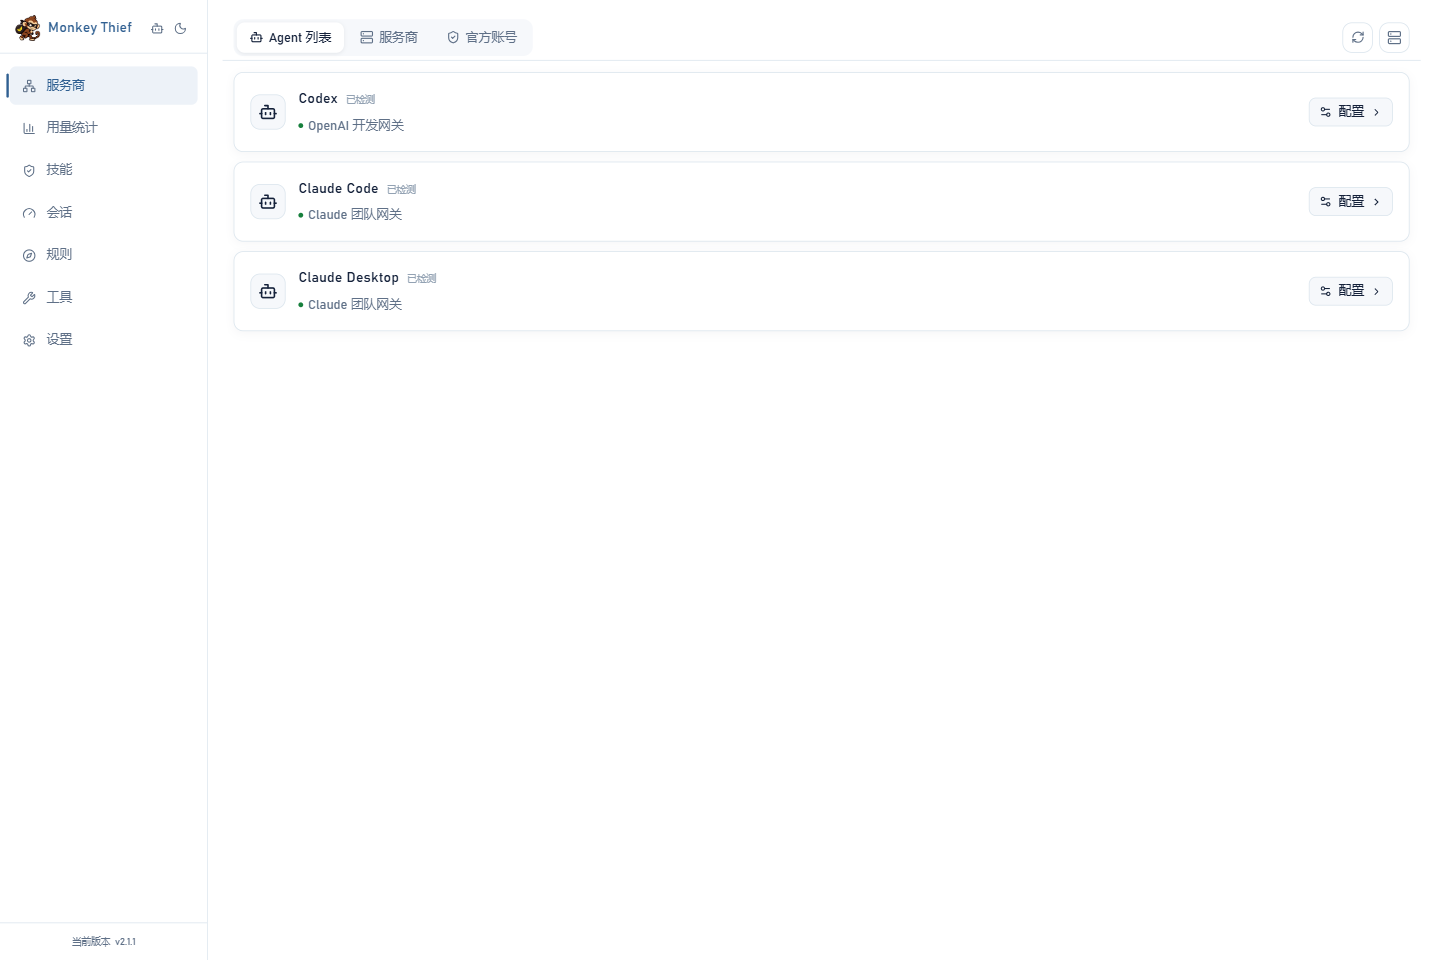 Monkey Thief
服务商
用量统计
技能
会话
规则
工具
设置
当前版本 v2.1.1
Agent 列表
服务商
官方账号
Codex 已检测
OpenAI 开发网关
配置
Claude Code 已检测
Claude 团队网关
配置
Claude Desktop 已检测
Claude 团队网关
配置